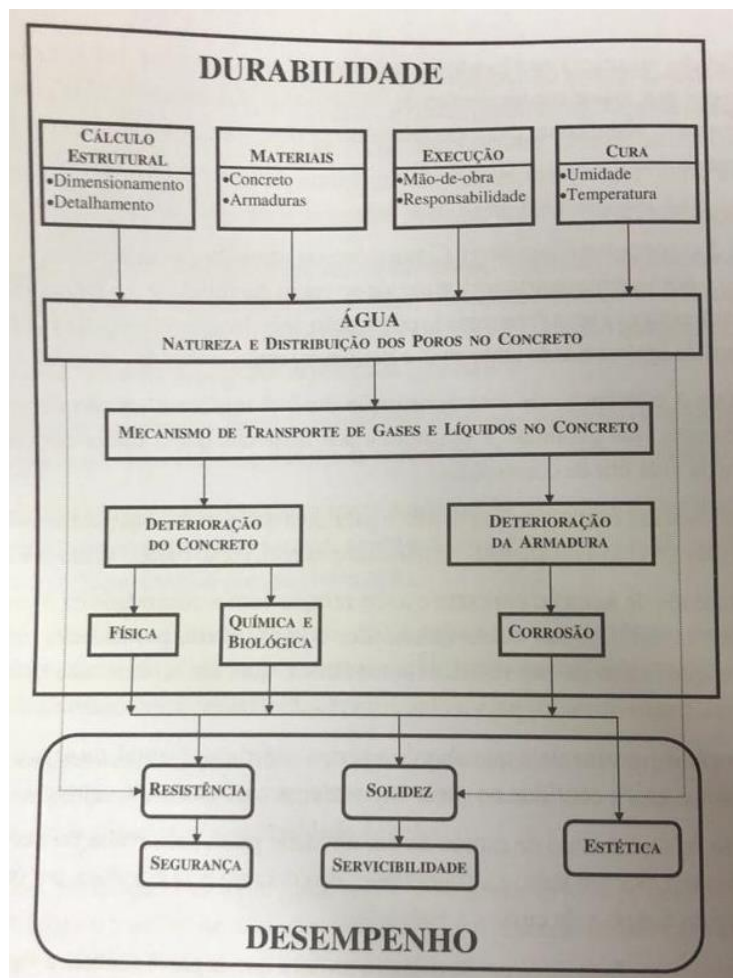 DURABILIDADE
CÁLCULO
ESTRUTURAL
•Dimensionamento
•Detalhamento
MATERIAIS
•Concreto
•Armaduras
EXECUÇÃO
•Mão-de-obra
•Responsabilidade
CURA
•Umidade
•Temperatura
ÁGUA
NATUREZA E DISTRIBUIÇÃO DOS POROS NO CONCRETO
MECANISMO DE TRANSPORTE DE GASES E LÍQUIDOS NO CONCRETO
DETERIORAÇÃO
DO CONCRETO
DETERIORAÇÃO
DA ARMADURA
FÍSICA
QUÍMICA E
BIOLÓGICA
CORROSÃO
RESISTÊNCIA
SOLIDEZ
SEGURANÇA
SERVICIBILIDADE
ESTÉTICA
DESEMPENHO